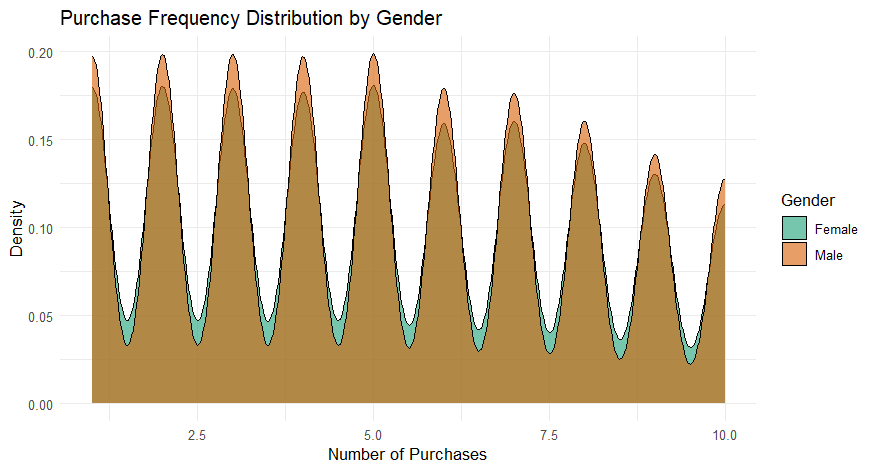 Purchase Frequency Distribution by Gender
0.20
0.15
0.10
0.05
0.00
Density
2.5
5.0
7.5
10.0
Number of Purchases
Gender
Female
Male